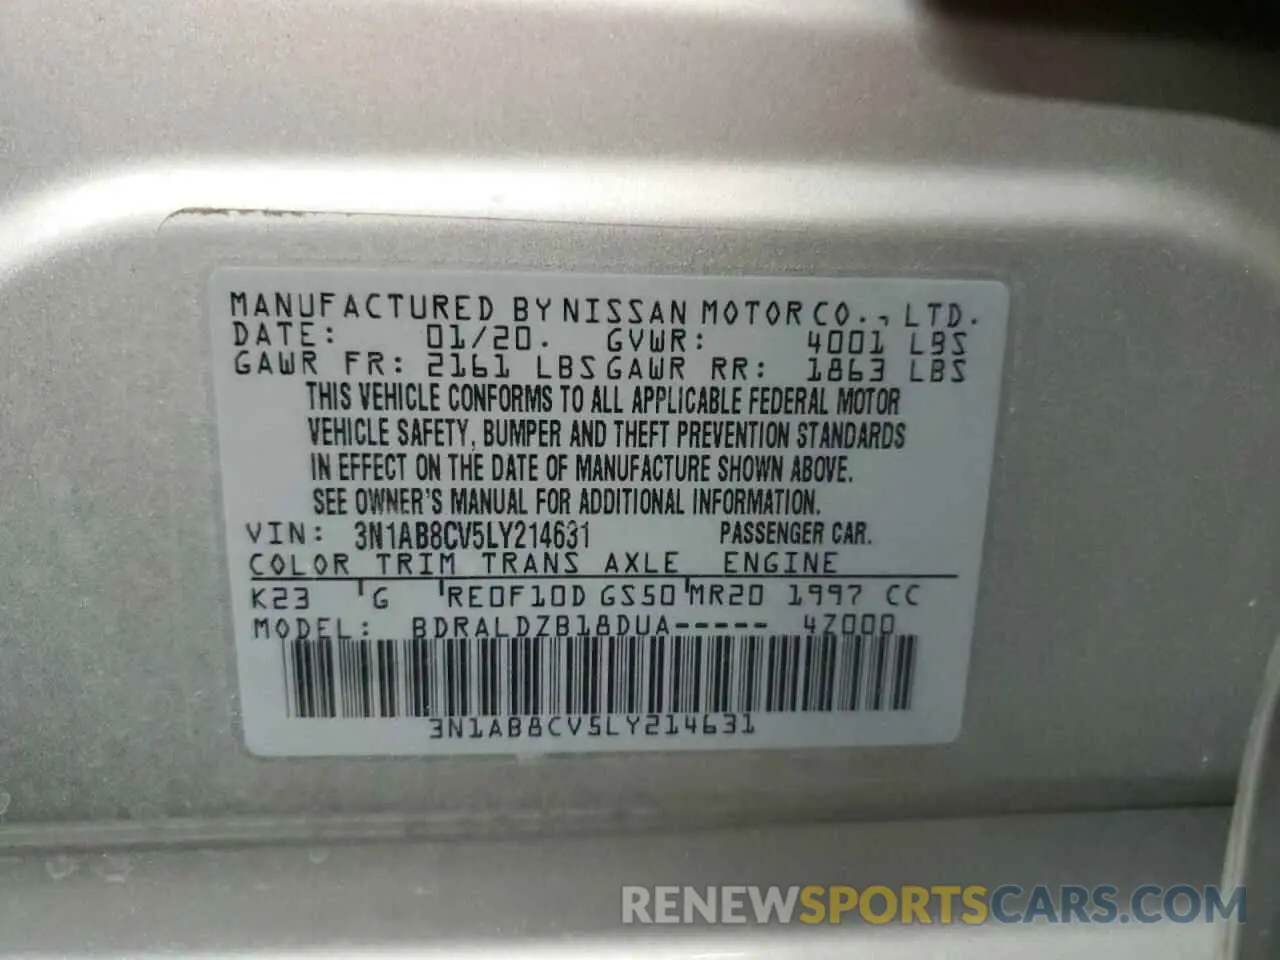 MANUFACTURED BY NISSAN MOTOR CO., LTD.
DATE: 01/20. GVWR: 4001 LBS
GAWR FR: 2161 LBS GAWR RR: 1863 LBS
THIS VEHICLE CONFORMS TO ALL APPLICABLE FEDERAL MOTOR
VEHICLE SAFETY, BUMPER AND THEFT PREVENTION STANDARDS
IN EFFECT ON THE DATE OF MANUFACTURE SHOWN ABOVE.
SEE OWNER'S MANUAL FOR ADDITIONAL INFORMATION.
VIN: 3N1AB8CV5LY214631 PASSENGER CAR.
COLOR TRIM TRANS AXLE ENGINE
K23 G RE0F10D GS50 MR20 1997 CC
MODEL: BDRALDZB18DUA----- 4Z000
3N1AB8CV5LY214631
RENEWSPORTSCARS.COM